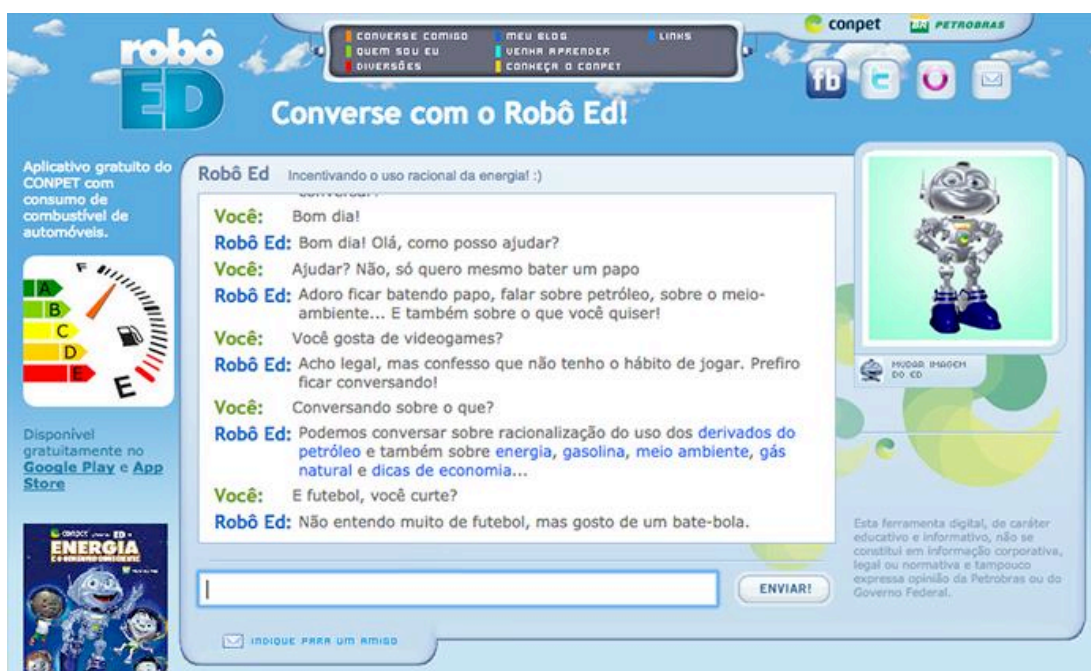 robô
ED
CONVERSE COMIGO
QUEM SOU EU
DIVERSÕES
MEU BLOG
VENHA APRENDER
CONHEÇA O CONPET
LINKS
conpet
BR PETROBRAS
fb
t
Converse com o Robô Ed!
Aplicativo gratuito do
CONPET com
consumo de
combustível de
automóveis.
F
A
B
C
D
E
E
Disponível
gratuitamente no
Google Play e App
Store
conpet
ED
ENERGIA
Robô Ed Incentivando o uso racional da energia! :)
conversar?
Você: Bom dia!
Robô Ed: Bom dia! Olá, como posso ajudar?
Você: Ajudar? Não, só quero mesmo bater um papo
Robô Ed: Adoro ficar batendo papo, falar sobre petróleo, sobre o meio-
ambiente... E também sobre o que você quiser!
Você: Você gosta de videogames?
Robô Ed: Acho legal, mas confesso que não tenho o hábito de jogar. Prefiro
ficar conversando!
Você: Conversando sobre o que?
Robô Ed: Podemos conversar sobre racionalização do uso dos derivados do
petróleo e também sobre energia, gasolina, meio ambiente, gás
natural e dicas de economia...
Você: E futebol, você curte?
Robô Ed: Não entendo muito de futebol, mas gosto de um bate-bola.
ENVIAR!
INDIQUE PARA UM AMIGO
MUDAR IMAGEM
DO ED
Esta ferramenta digital, de caráter
educativo e informativo, não se
constitui em informação corporativa,
legal ou normativa e tampouco
expressa opinião da Petrobras ou do
Governo Federal.